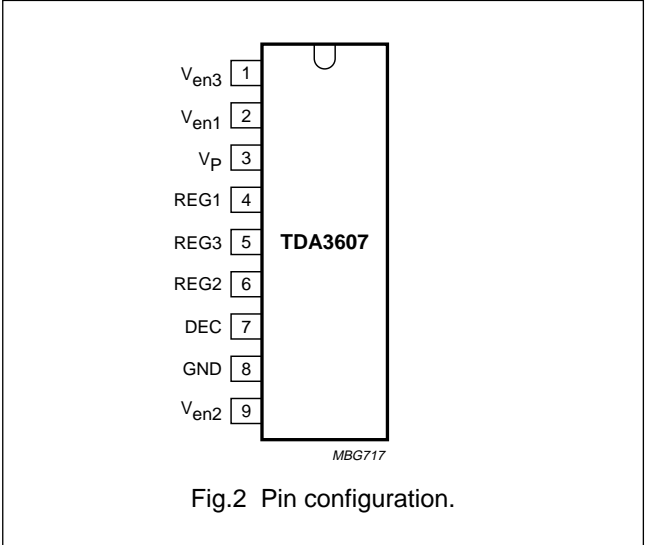 Ven3 1
Ven1 2
VP 3
REG1 4
REG3 5
TDA3607
REG2 6
DEC 7
GND 8
Ven2 9
MBG717
Fig.2 Pin configuration.